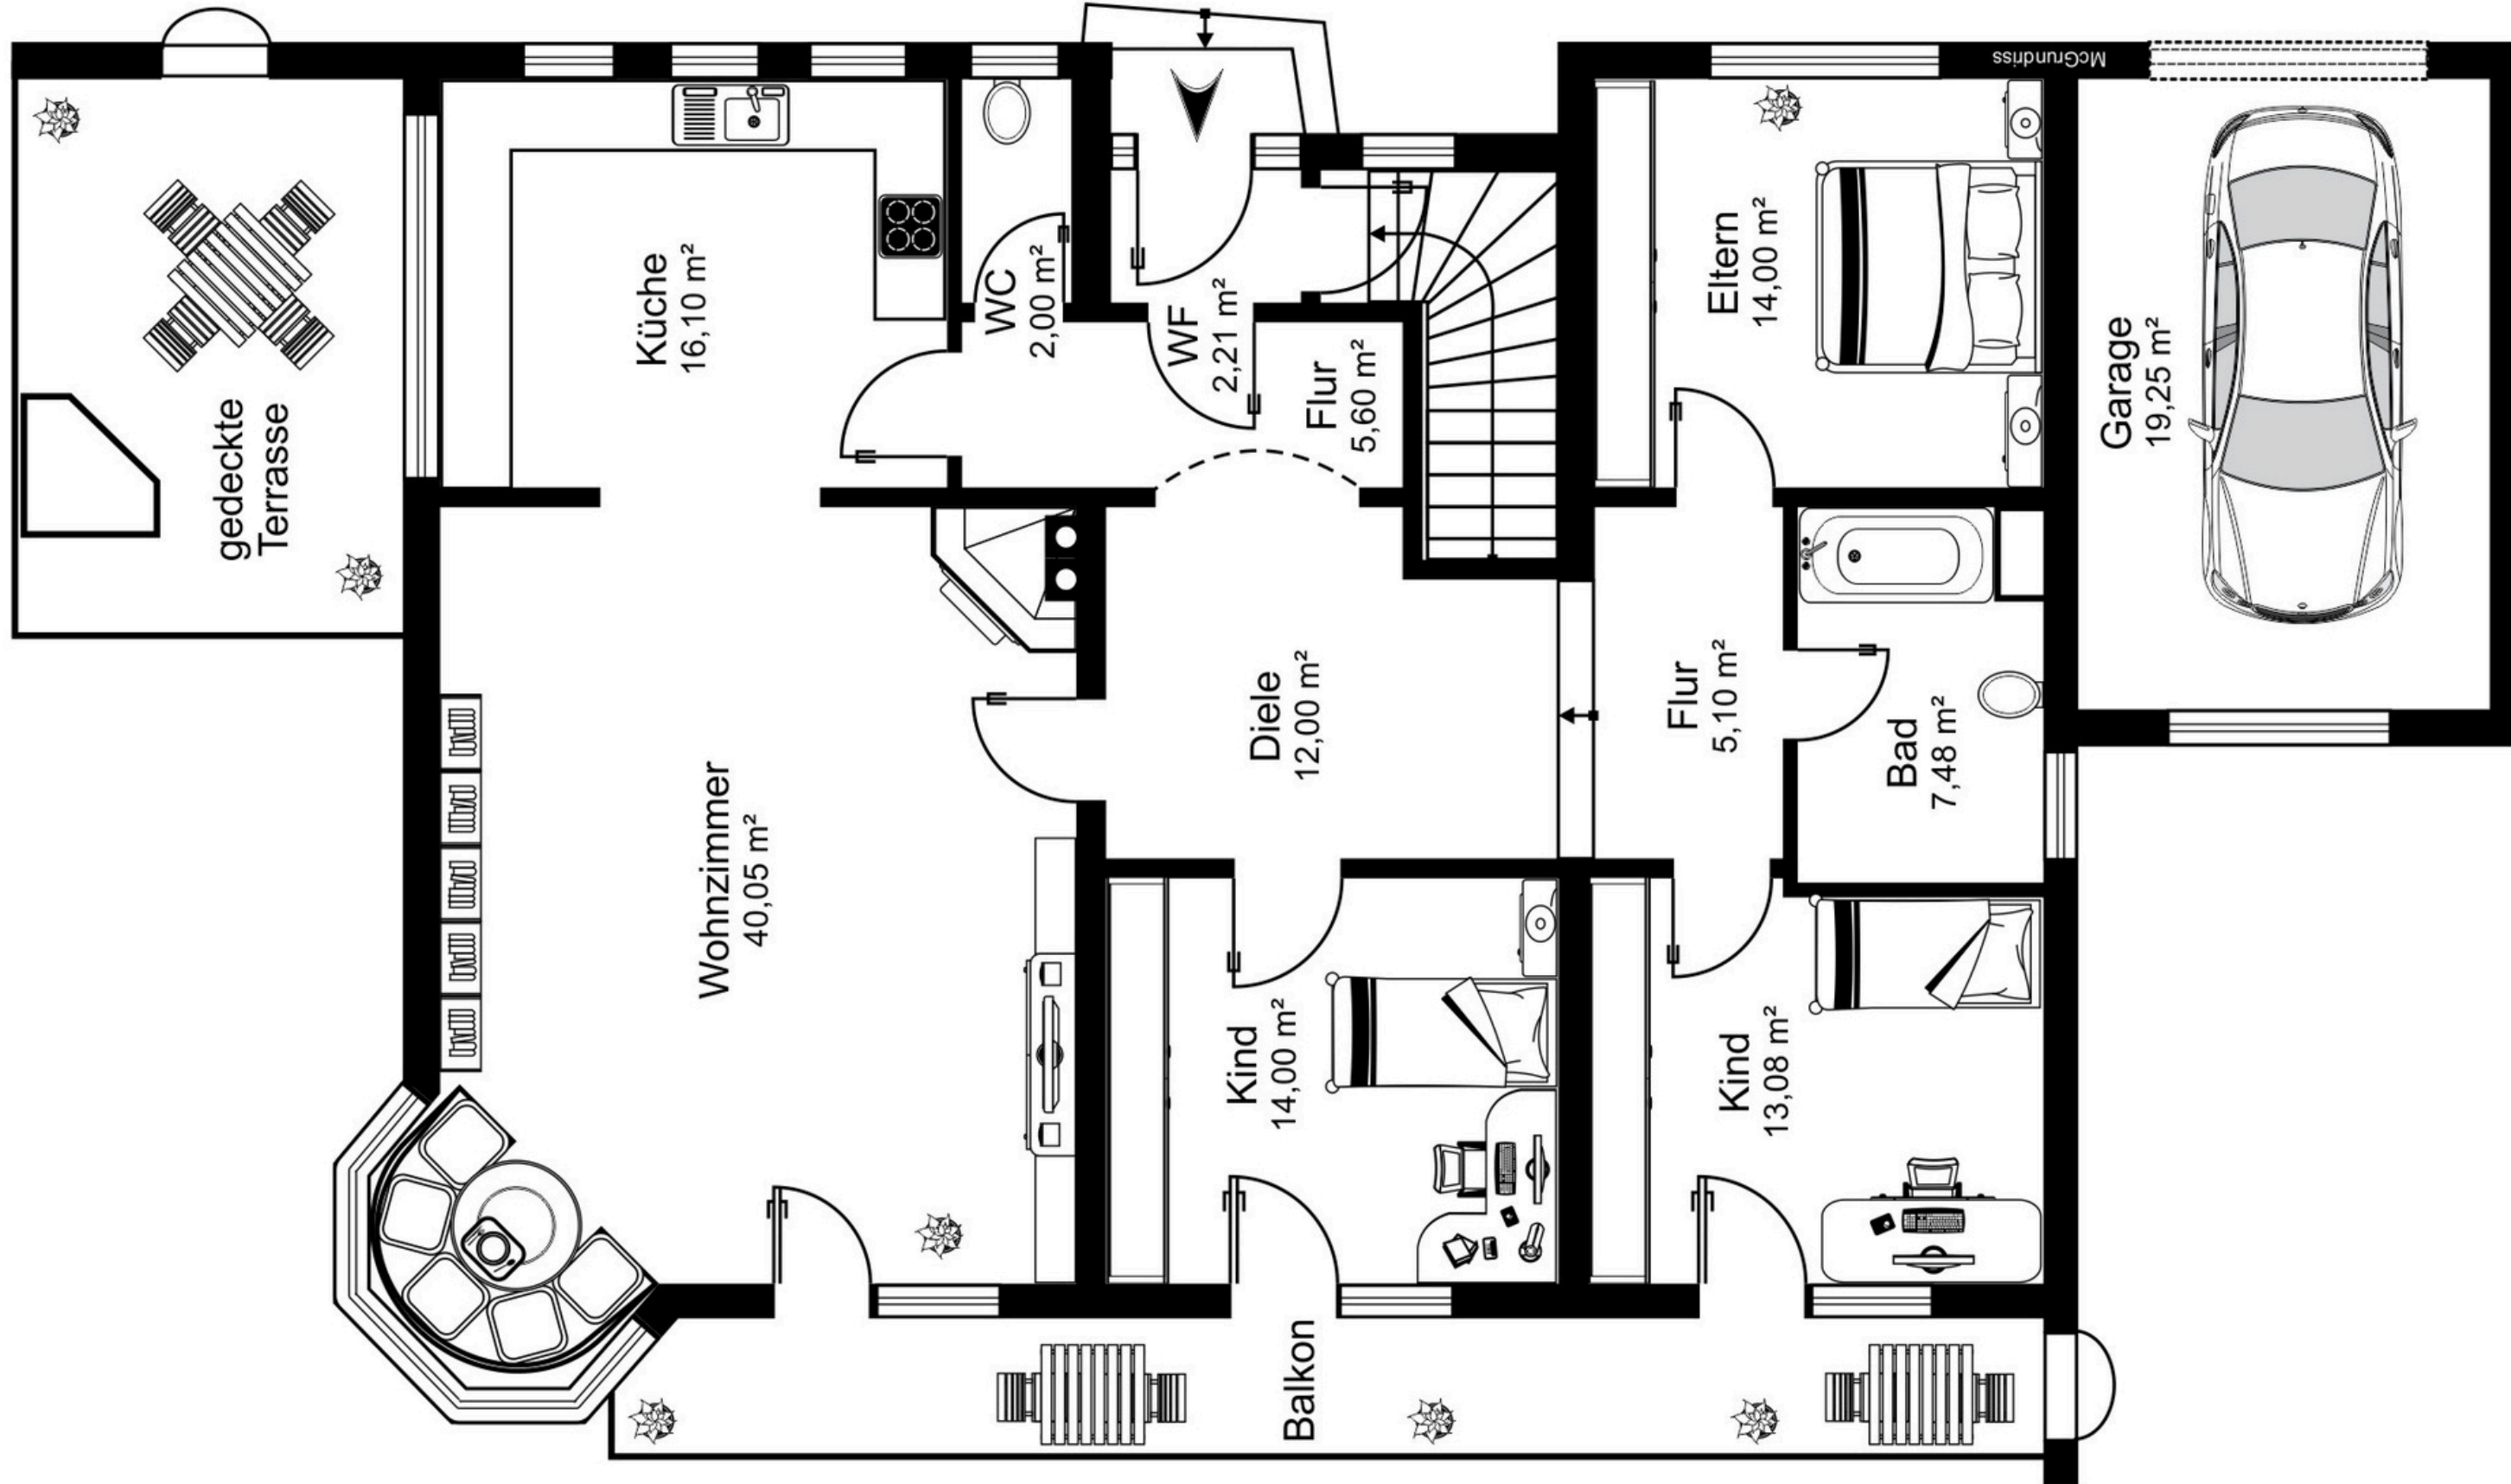 McGrundriss
gedeckte
Terrasse
Küche
16,10 m²
WC
2,00 m²
WF
2,21 m²
Flur
5,60 m²
Eltern
14,00 m²
Garage
19,25 m²
Wohnzimmer
40,05 m²
Diele
12,00 m²
Flur
5,10 m²
Bad
7,48 m²
Kind
14,00 m²
Kind
13,08 m²
Balkon